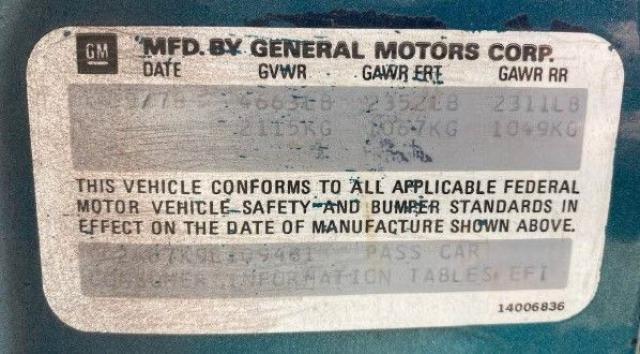 GM MFD. BY GENERAL MOTORS CORP.
DATE GVWR GAWR FRT GAWR RR
/78 4663LB 2352LB 2311LB
2115KG 1067KG 1049KG
THIS VEHICLE CONFORMS TO ALL APPLICABLE FEDERAL
MOTOR VEHICLE SAFETY AND BUMPER STANDARDS IN
EFFECT ON THE DATE OF MANUFACTURE SHOWN ABOVE.
PASS CAR
CONSUMER INFORMATION TABLES EFI
14006836